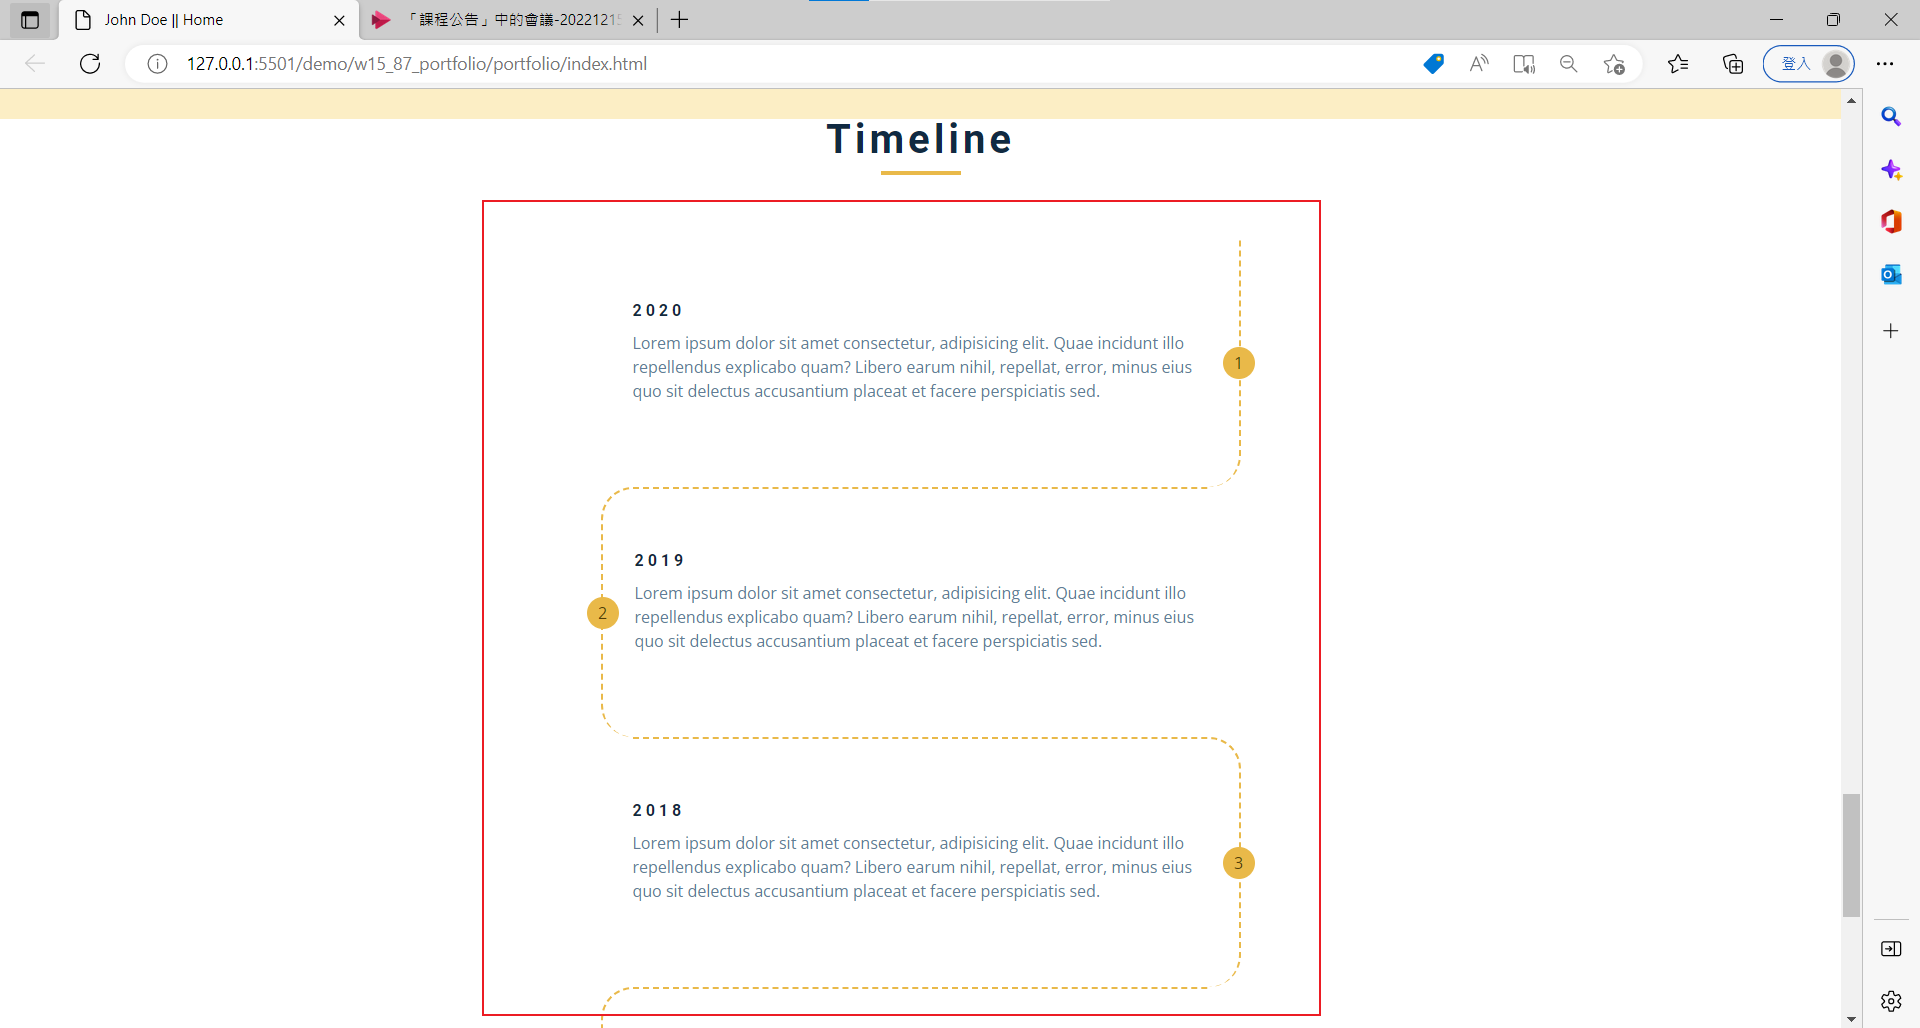 John Doe || Home
「課程公告」中的會議-20221215
127.0.0.1:5501/demo/w15_87_portfolio/portfolio/index.html
登入
Timeline
2020
Lorem ipsum dolor sit amet consectetur, adipisicing elit. Quae incidunt illo
repellendus explicabo quam? Libero earum nihil, repellat, error, minus eius
quo sit delectus accusantium placeat et facere perspiciatis sed.
1
2019
Lorem ipsum dolor sit amet consectetur, adipisicing elit. Quae incidunt illo
repellendus explicabo quam? Libero earum nihil, repellat, error, minus eius
quo sit delectus accusantium placeat et facere perspiciatis sed.
2
2018
Lorem ipsum dolor sit amet consectetur, adipisicing elit. Quae incidunt illo
repellendus explicabo quam? Libero earum nihil, repellat, error, minus eius
quo sit delectus accusantium placeat et facere perspiciatis sed.
3